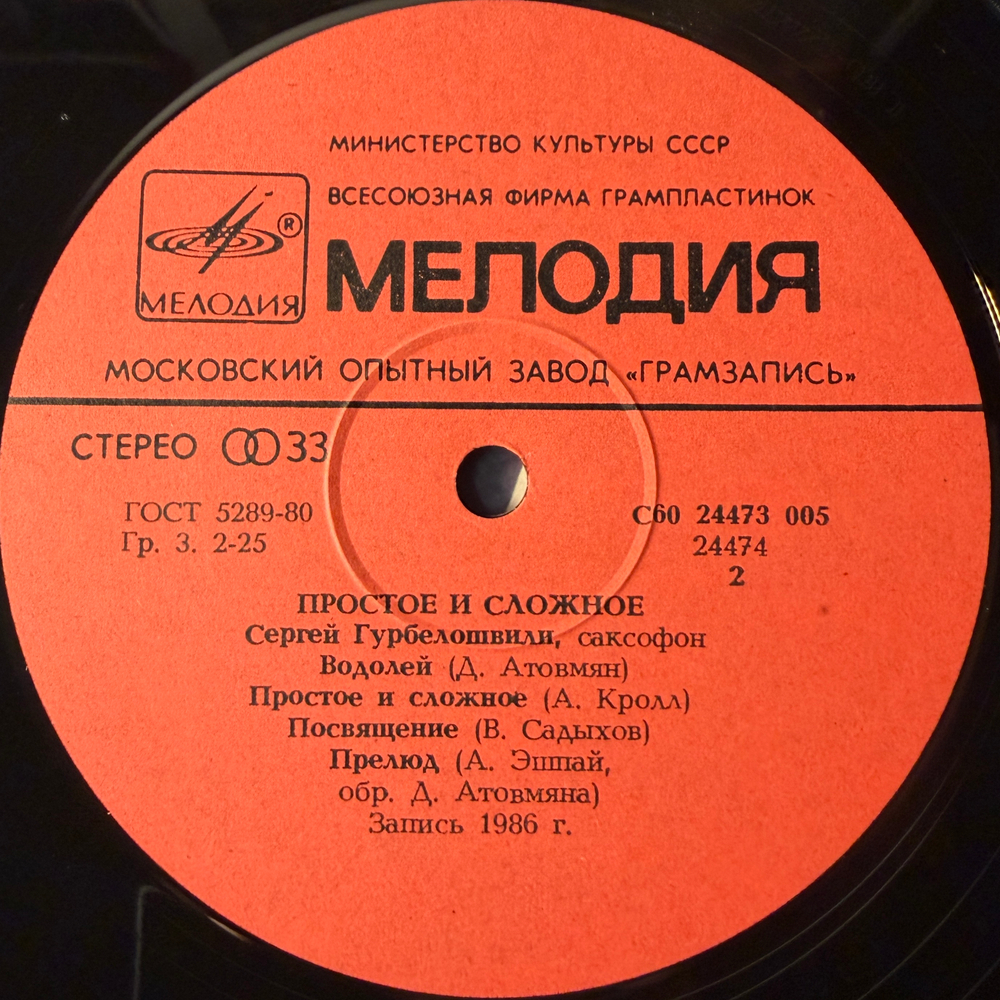 МИНИСТЕРСТВО КУЛЬТУРЫ СССР
ВСЕСОЮЗНАЯ ФИРМА ГРАМПЛАСТИНОК
®
МЕЛОДИЯ
МЕЛОДИЯ
МОСКОВСКИЙ ОПЫТНЫЙ ЗАВОД «ГРАМЗАПИСЬ»
СТЕРЕО 33
ГОСТ 5289-80
Гр. 3. 2-25
С60 24473 005
24474
2
ПРОСТОЕ И СЛОЖНОЕ
Сергей Гурбелошвили, саксофон
Водолей (Д. Атовмян)
Простое и сложное (А. Кролл)
Посвящение (В. Садыхов)
Прелюд (А. Эшпай,
обр. Д. Атовмяна)
Запись 1986 г.